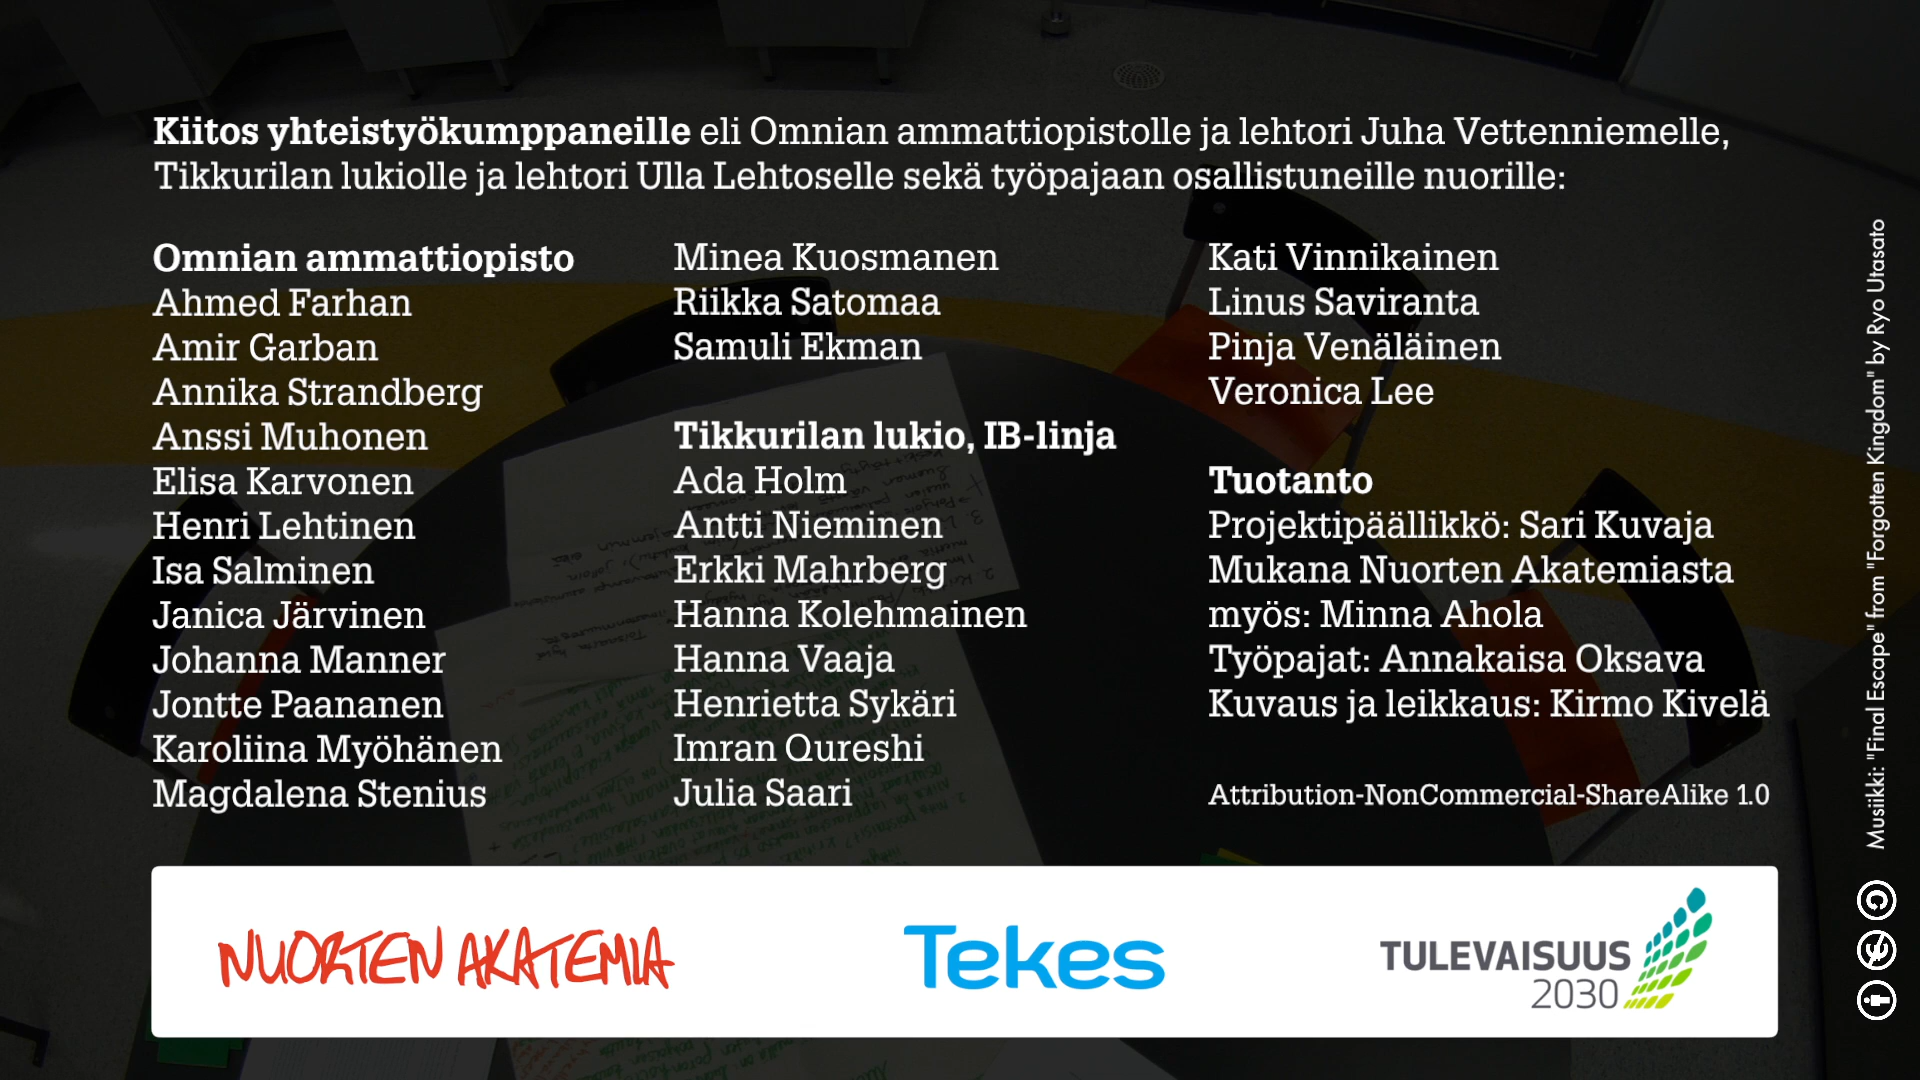 Kiitos yhteistyökumppaneille eli Omnian ammattiopistolle ja lehtori Juha Vettenniemelle,
Tikkurilan lukiolle ja lehtori Ulla Lehtoselle sekä työpajaan osallistuneille nuorille:
Omnian ammattiopisto
Ahmed Farhan
Amir Garban
Annika Strandberg
Anssi Muhonen
Elisa Karvonen
Henri Lehtinen
Isa Salminen
Janica Järvinen
Johanna Manner
Jontte Paananen
Karoliina Myöhänen
Magdalena Stenius
Minea Kuosmanen
Riikka Satomaa
Samuli Ekman
Tikkurilan lukio, IB-linja
Ada Holm
Antti Nieminen
Erkki Mahrberg
Hanna Kolehmainen
Hanna Vaaja
Henrietta Sykäri
Imran Qureshi
Julia Saari
Kati Vinnikainen
Linus Saviranta
Pinja Venäläinen
Veronica Lee
Tuotanto
Projektipäällikkö: Sari Kuvaja
Mukana Nuorten Akatemiasta
myös: Minna Ahola
Työpajat: Annakaisa Oksava
Kuvaus ja leikkaus: Kirmo Kivelä
Attribution-NonCommercial-ShareAlike 1.0
Musiikki: "Final Escape" from "Forgotten Kingdom" by Ryo Utasato
NUORTEN AKATEMIA
Tekes
TULEVAISUUS
2030